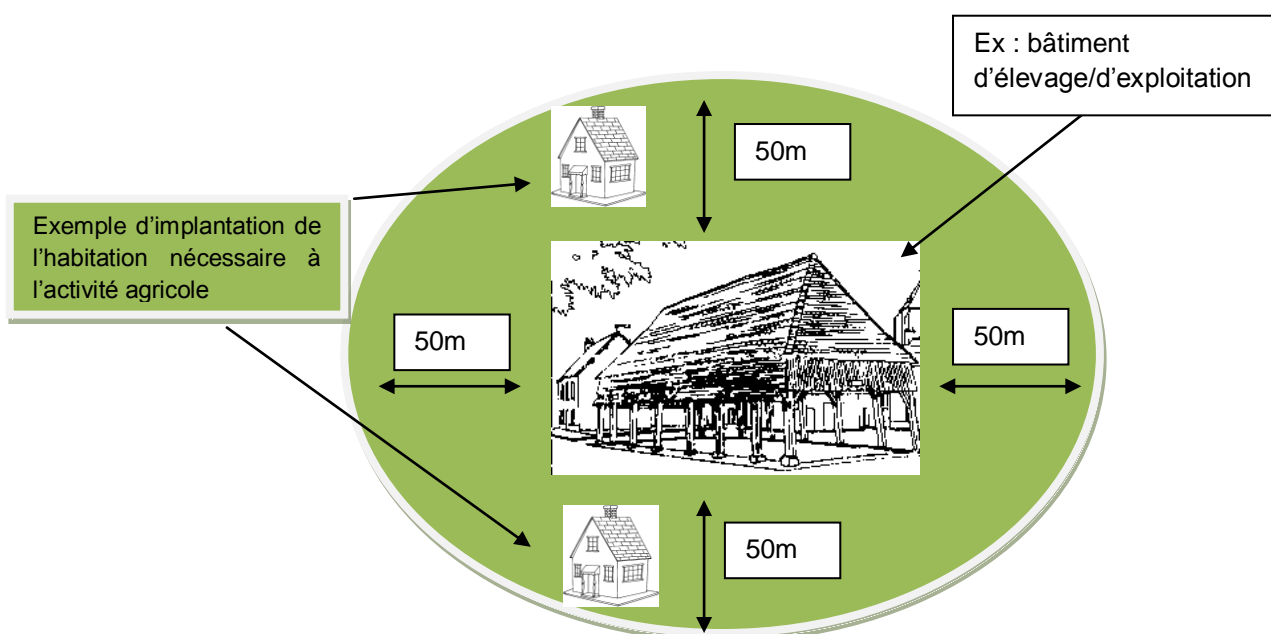 Ex : bâtiment
d’élevage/d’exploitation
50m
Exemple d’implantation de
l’habitation nécessaire à
l’activité agricole
50m
50m
50m